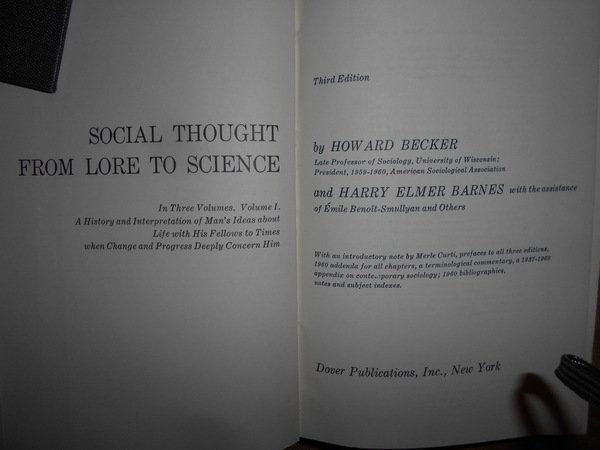 SOCIAL THOUGHT
FROM LORE TO SCIENCE
In Three Volumes. Volume I.
A History and Interpretation of Man's Ideas about
Life with His Fellows to Times
when Change and Progress Deeply Concern Him
Third Edition
by HOWARD BECKER
Late Professor of Sociology, University of Wisconsin;
President, 1959-1960, American Sociological Association
and HARRY ELMER BARNES with the assistance
of Émile Benoît-Smullyan and Others
With an introductory note by Merle Curti, prefaces to all three editions,
1960 addenda for all chapters, a terminological commentary, a 1937-1960
appendix on contemporary sociology; 1960 bibliographies,
notes and subject indexes.
Dover Publications, Inc., New York